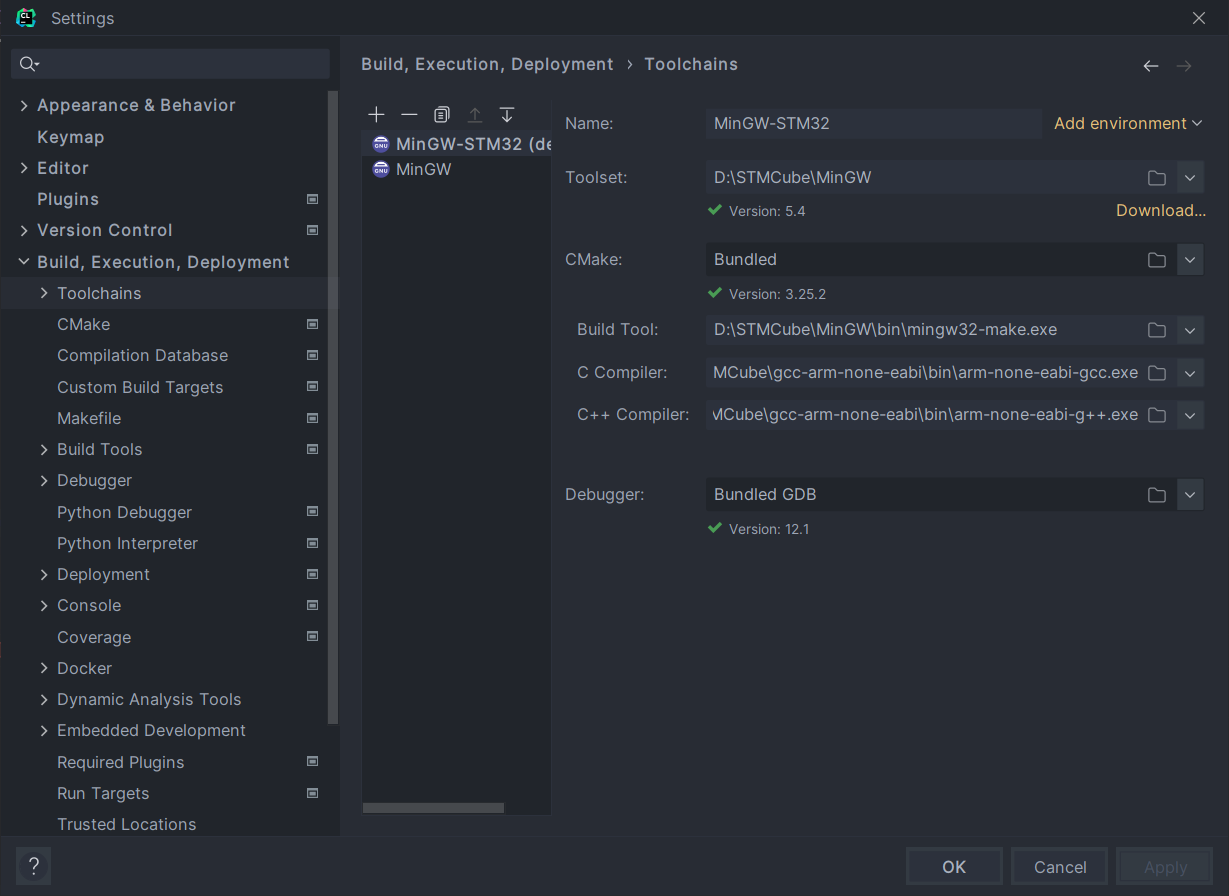 Settings
Appearance & Behavior
Keymap
Editor
Plugins
Version Control
Build, Execution, Deployment
Toolchains
CMake
Compilation Database
Custom Build Targets
Makefile
Build Tools
Debugger
Python Debugger
Python Interpreter
Deployment
Console
Coverage
Docker
Dynamic Analysis Tools
Embedded Development
Required Plugins
Run Targets
Trusted Locations
Build, Execution, Deployment › Toolchains
MinGW-STM32 (de
MinGW
Name: MinGW-STM32 Add environment
Toolset: D:\STMCube\MinGW
Version: 5.4 Download...
CMake: Bundled
Version: 3.25.2
Build Tool: D:\STMCube\MinGW\bin\mingw32-make.exe
C Compiler: MCube\gcc-arm-none-eabi\bin\arm-none-eabi-gcc.exe
C++ Compiler: MCube\gcc-arm-none-eabi\bin\arm-none-eabi-g++.exe
Debugger: Bundled GDB
Version: 12.1
? OK Cancel Apply